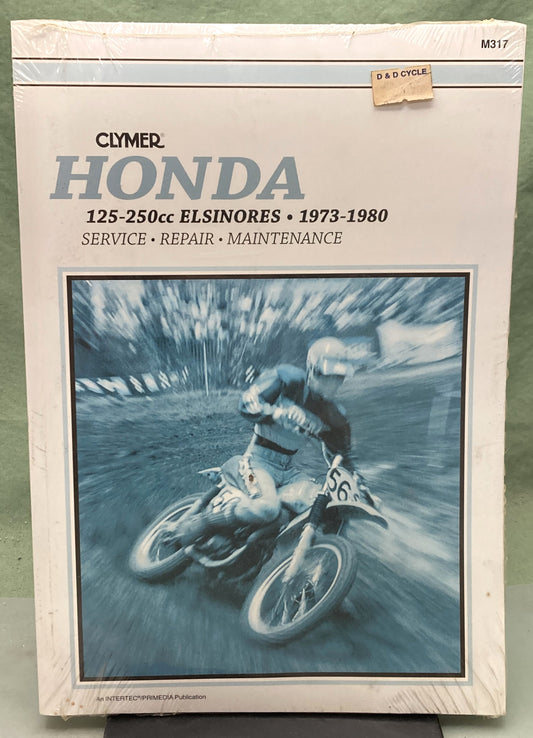 M317
D & D CYCLE
CLYMER®
HONDA
125-250cc ELSINORES • 1973-1980
SERVICE • REPAIR • MAINTENANCE
56
An INTERTEC®/PRIMEDIA Publication